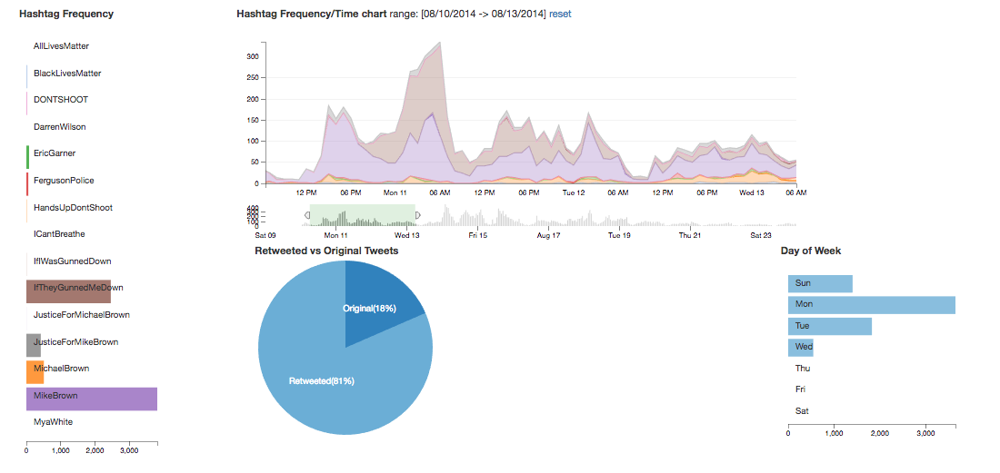 Hashtag Frequency
AllLivesMatter
BlackLivesMatter
DONTSHOOT
DarrenWilson
EricGarner
FergusonPolice
HandsUpDontShoot
ICantBreathe
IfIWasGunnedDown
IfTheyGunnedMeDown
JusticeForMichaelBrown
JusticeForMikeBrown
MichaelBrown
MikeBrown
MyaWhite
0 1,000 2,000 3,000
Hashtag Frequency/Time chart range: [08/10/2014 -> 08/13/2014] reset
300
250
200
150
100
50
0
12 PM 06 PM Mon 11 06 AM 12 PM 06 PM Tue 12 06 AM 12 PM 06 PM Wed 13 06 AM
400
300
200
100
0
Sat 09 Mon 11 Wed 13 Fri 15 Aug 17 Tue 19 Thu 21 Sat 23
Retweeted vs Original Tweets
Original(18%)
Retweeted(81%)
Day of Week
Sun
Mon
Tue
Wed
Thu
Fri
Sat
0 1,000 2,000 3,000